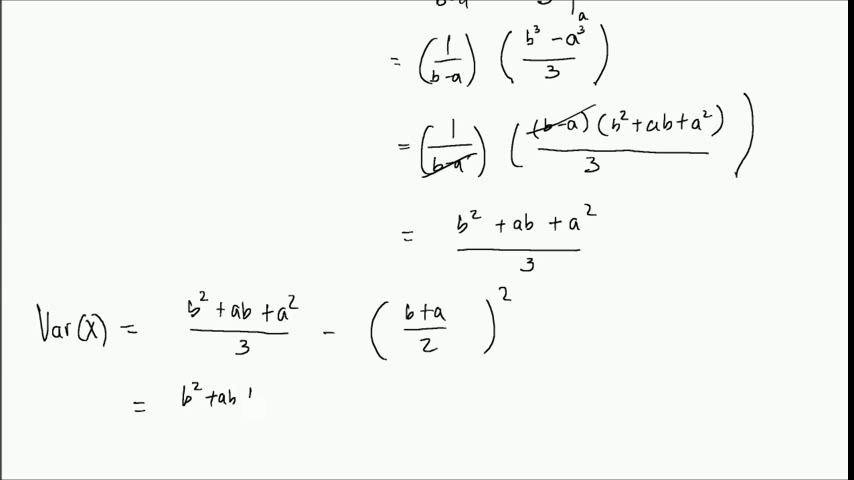 = (1/(b-a)) ((b³ - a³)/3)
= (1/(b-a)) ((b-a)(b² + ab + a²)/3)
= (b² + ab + a²)/3
Var(X) = (b² + ab + a²)/3 - ((b+a)/2)²
= b² + ab